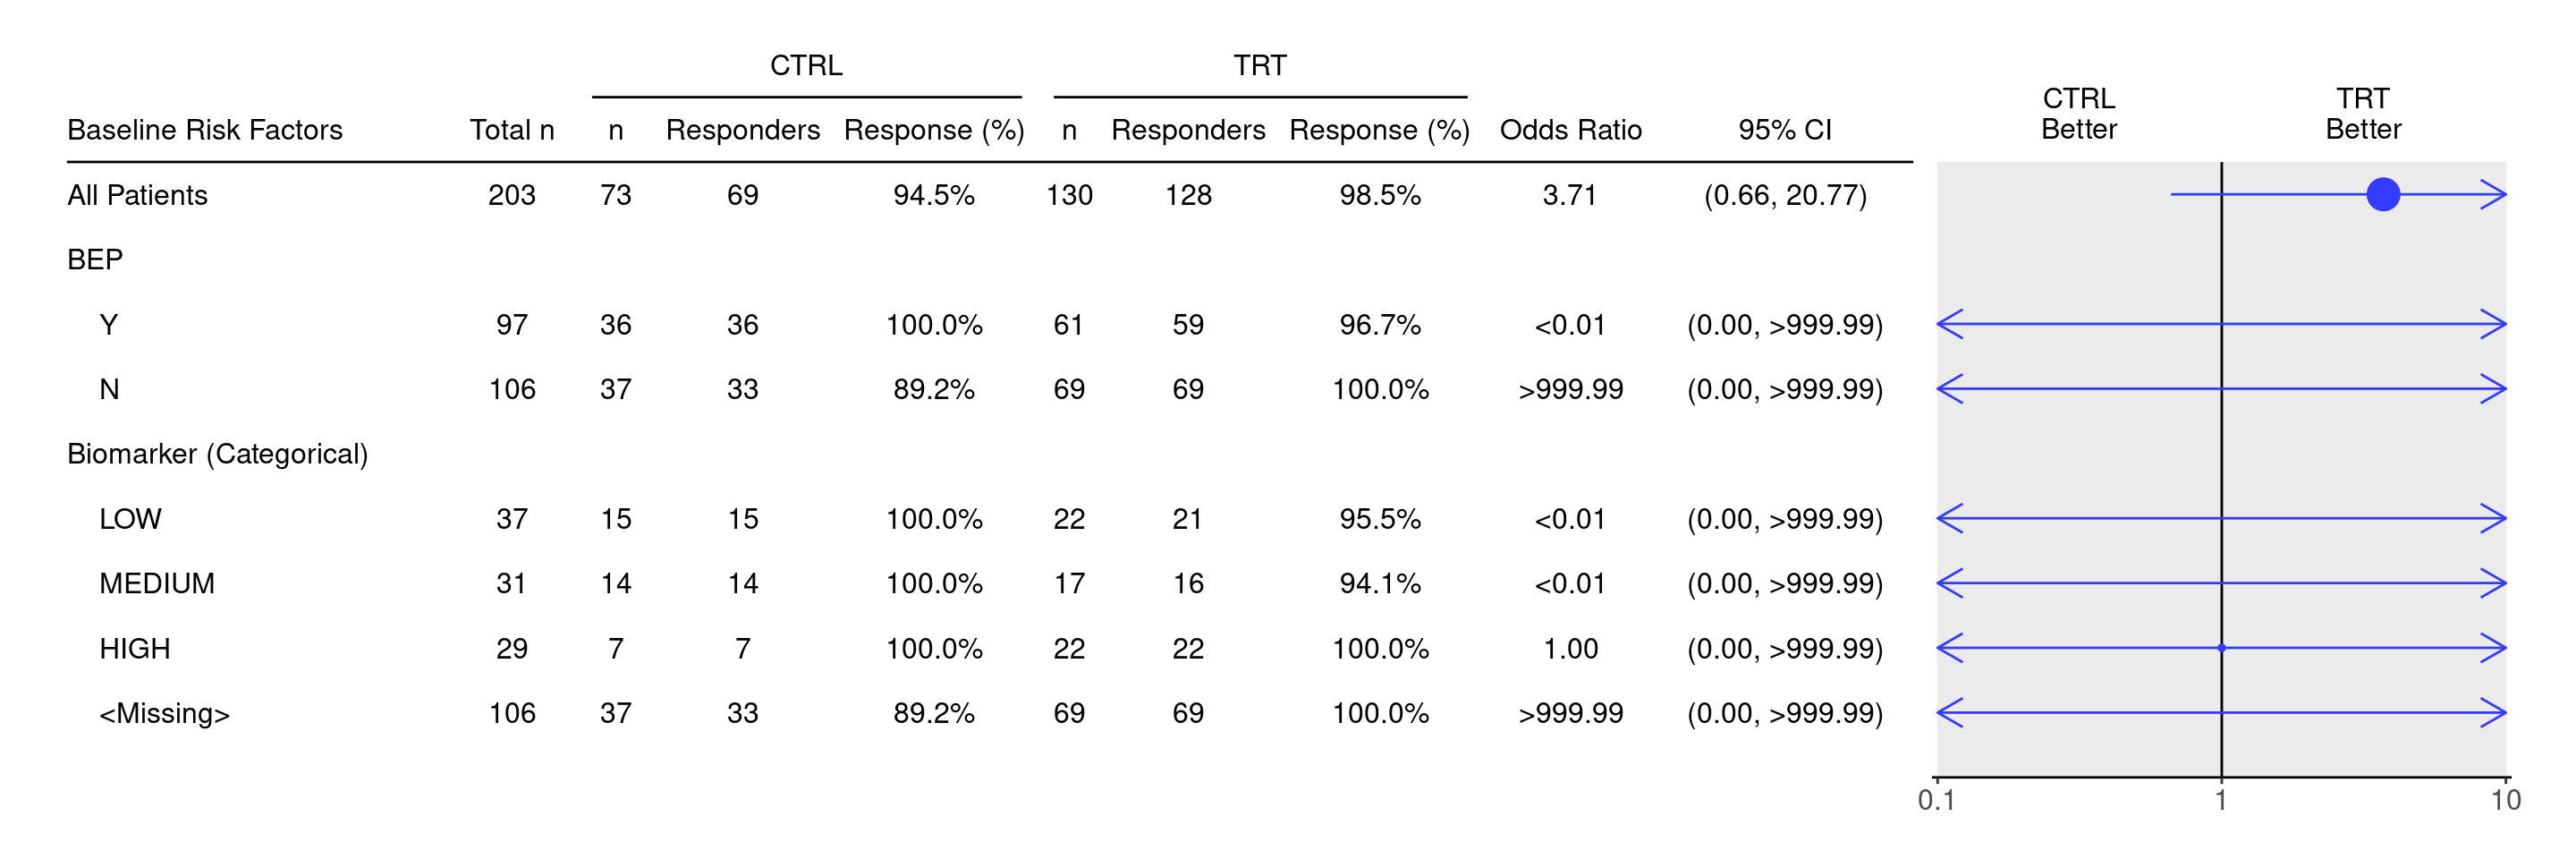 CTRL TRT
CTRL TRT
Baseline Risk Factors Total n n Responders Response (%) n Responders Response (%) Odds Ratio 95% CI Better Better
All Patients 203 73 69 94.5% 130 128 98.5% 3.71 (0.66, 20.77)
BEP
Y 97 36 36 100.0% 61 59 96.7% <0.01 (0.00, >999.99)
N 106 37 33 89.2% 69 69 100.0% >999.99 (0.00, >999.99)
Biomarker (Categorical)
LOW 37 15 15 100.0% 22 21 95.5% <0.01 (0.00, >999.99)
MEDIUM 31 14 14 100.0% 17 16 94.1% <0.01 (0.00, >999.99)
HIGH 29 7 7 100.0% 22 22 100.0% 1.00 (0.00, >999.99)
<Missing> 106 37 33 89.2% 69 69 100.0% >999.99 (0.00, >999.99)
0.1 1 10